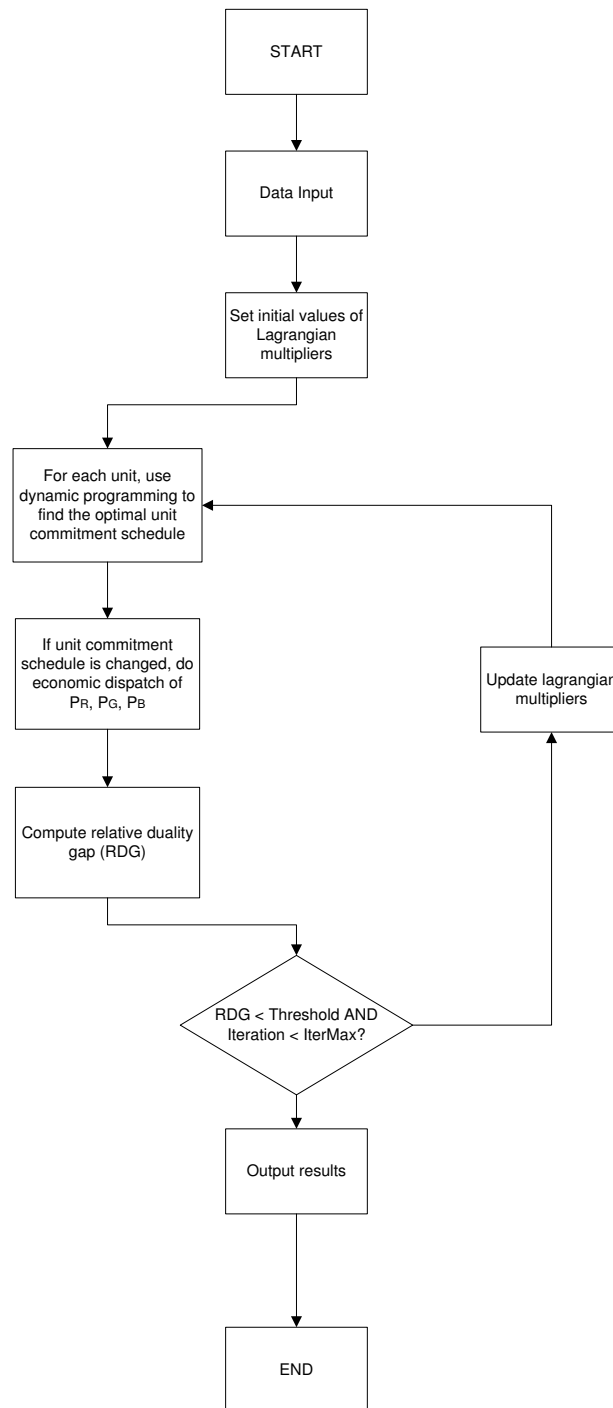 START
Data Input
Set initial values of
Lagrangian
multipliers
For each unit, use
dynamic programming to
find the optimal unit
commitment schedule
If unit commitment
schedule is changed, do
economic dispatch of
PR, PG, PB
Update lagrangian
multipliers
Compute relative duality
gap (RDG)
RDG < Threshold AND
Iteration < IterMax?
Output results
END